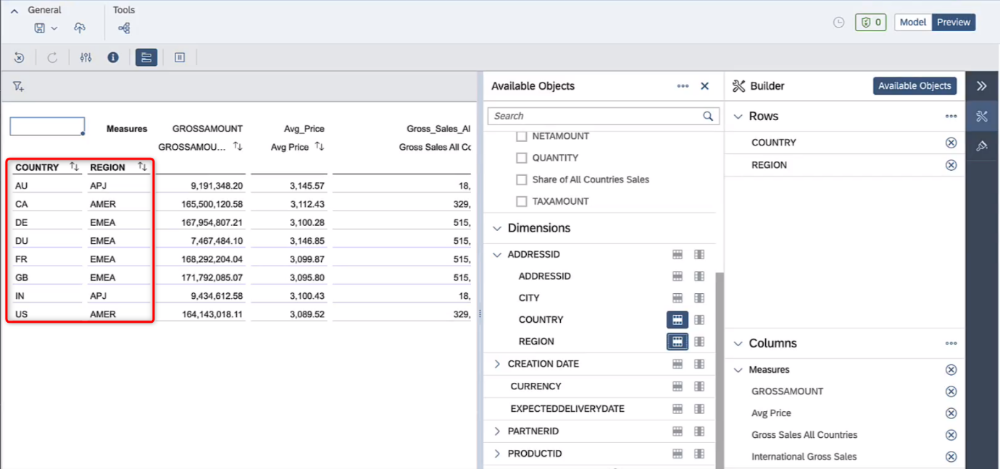 General
Tools
0
Model
Preview
Available Objects
Builder
Available Objects
Search
Rows
COUNTRY
REGION
Measures
GROSSAMOUNT
Avg_Price
Gross_Sales_Al
GROSSAMOU...
Avg Price
Gross Sales All Co
COUNTRY REGION
AU APJ 9,191,348.20 3,145.57 18,
CA AMER 165,500,120.58 3,112.43 329,
DE EMEA 167,954,807.21 3,100.28 515,
DU EMEA 7,467,484.10 3,146.85 515,
FR EMEA 168,292,204.04 3,099.87 515,
GB EMEA 171,792,085.07 3,095.80 515,
IN APJ 9,434,612.58 3,100.43 18,
US AMER 164,143,018.11 3,089.52 329,
NETAMOUNT
QUANTITY
Share of All Countries Sales
TAXAMOUNT
Dimensions
ADDRESSID
ADDRESSID
CITY
COUNTRY
REGION
CREATION DATE
CURRENCY
EXPECTEDDELIVERYDATE
PARTNERID
PRODUCTID
Columns
Measures
GROSSAMOUNT
Avg Price
Gross Sales All Countries
International Gross Sales